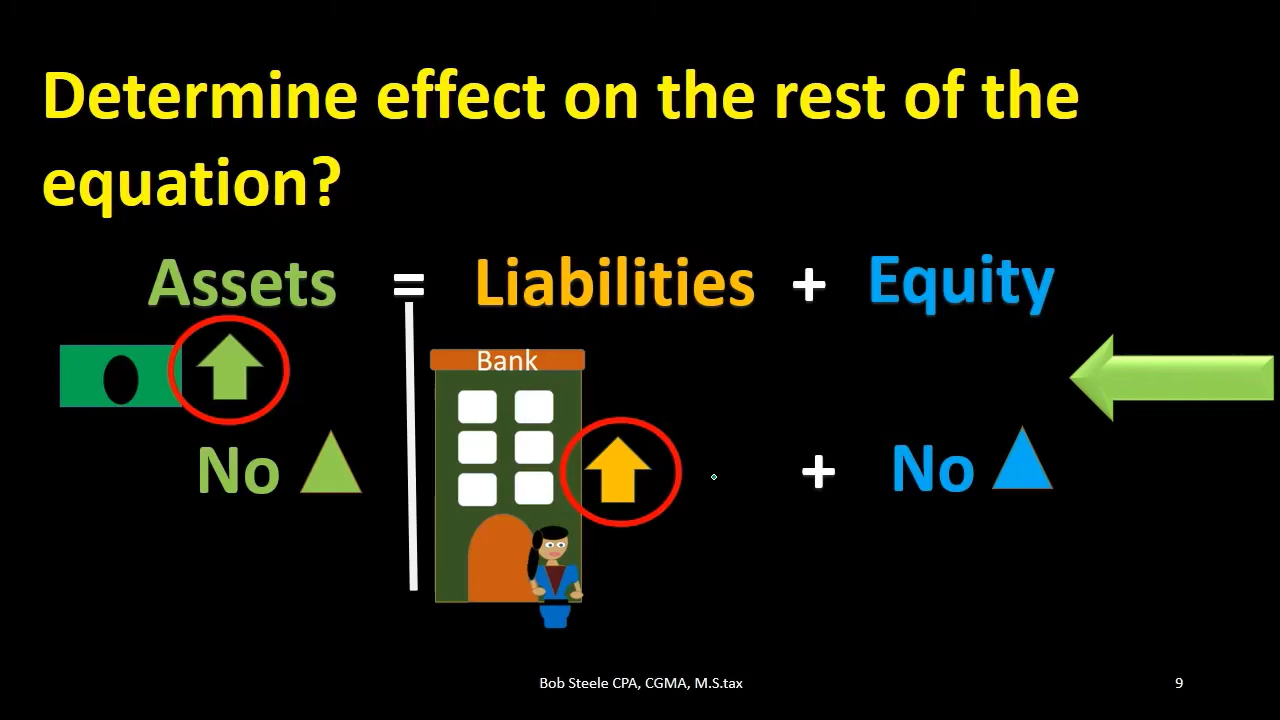 Determine effect on the rest of the
equation?
Assets = Liabilities + Equity
Bank
No + No
Bob Steele CPA, CGMA, M.S.tax 9